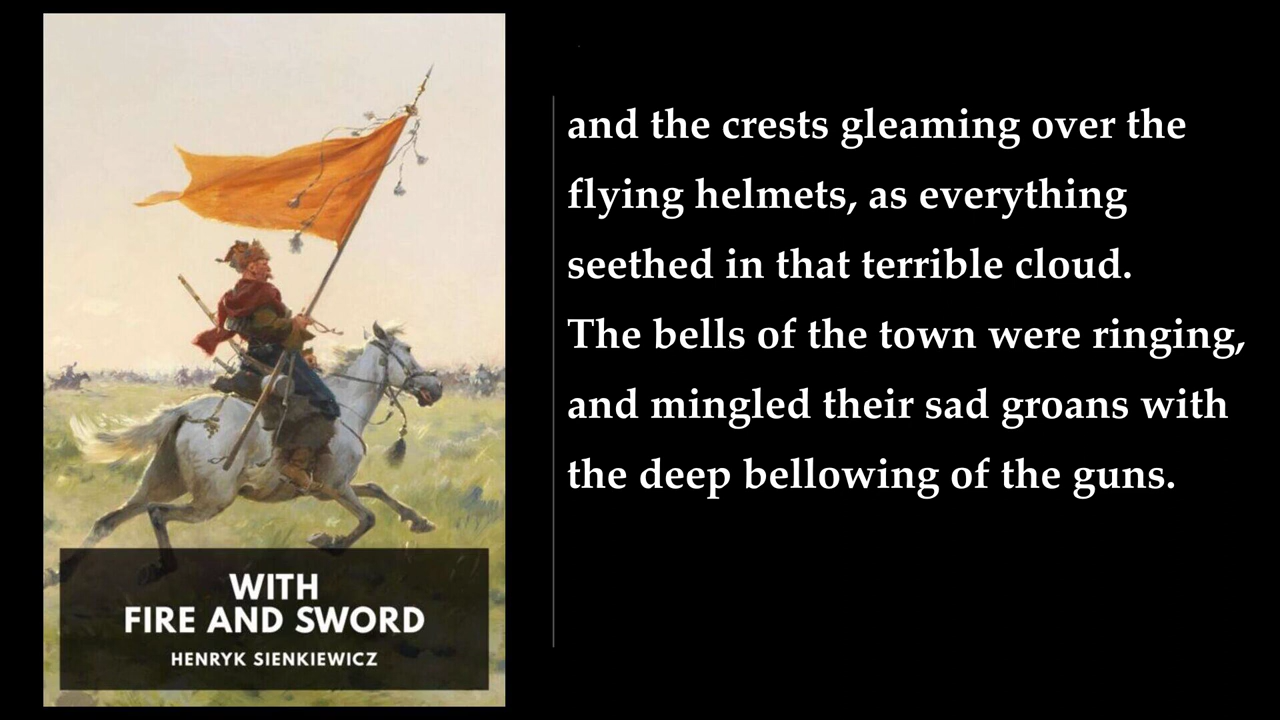 WITH
FIRE AND SWORD
HENRYK SIENKIEWICZ
and the crests gleaming over the
flying helmets, as everything
seethed in that terrible cloud.
The bells of the town were ringing,
and mingled their sad groans with
the deep bellowing of the guns.